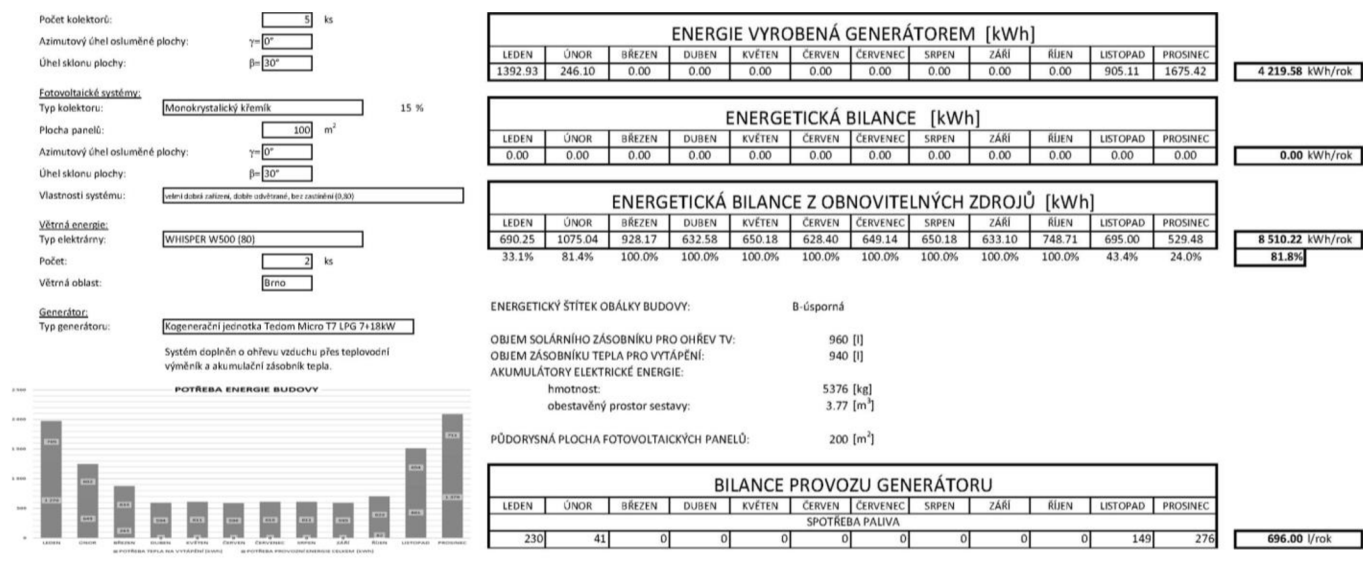 Počet kolektorů: 5 ks
Azimutový úhel osluměné plochy: γ= 0°
Úhel sklonu plochy: β= 30°
Fotovoltaické systémy:
Typ kolektoru: Monokrystalický křemík 15 %
Plocha panelů: 100 m²
Azimutový úhel osluměné plochy: γ= 0°
Úhel sklonu plochy: β= 30°
Vlastnosti systému: velmi dobrá zařízení, dobře odvětrané, bez zastínění (0,80)
Větrná energie:
Typ elektrárny: WHISPER W500 (80)
Počet: 2 ks
Větrná oblast: Brno
Generátor:
Typ generátoru: Kogenerační jednotka Tedom Micro T7 LPG 7+18kW
Systém doplněn o ohřevu vzduchu přes teplovodní
výměník a akumulační zásobník tepla.
POTŘEBA ENERGIE BUDOVY
LEDEN ÚNOR BŘEZEN DUBEN KVĚTEN ČERVEN ČERVENEC SRPEN ZÁŘÍ ŘÍJEN LISTOPAD PROSINEC
POTŘEBA TEPLA NA VYTÁPĚNÍ [kWh] POTŘEBA PROVOZNÍ ENERGIE CELKEM [kWh]
ENERGIE VYROBENÁ GENERÁTOREM [kWh]
LEDEN ÚNOR BŘEZEN DUBEN KVĚTEN ČERVEN ČERVENEC SRPEN ZÁŘÍ ŘÍJEN LISTOPAD PROSINEC
1392.93 246.10 0.00 0.00 0.00 0.00 0.00 0.00 0.00 0.00 905.11 1675.42 4 219.58 kWh/rok
ENERGETICKÁ BILANCE [kWh]
LEDEN ÚNOR BŘEZEN DUBEN KVĚTEN ČERVEN ČERVENEC SRPEN ZÁŘÍ ŘÍJEN LISTOPAD PROSINEC
0.00 0.00 0.00 0.00 0.00 0.00 0.00 0.00 0.00 0.00 0.00 0.00 0.00 kWh/rok
ENERGETICKÁ BILANCE Z OBNOVITELNÝCH ZDROJŮ [kWh]
LEDEN ÚNOR BŘEZEN DUBEN KVĚTEN ČERVEN ČERVENEC SRPEN ZÁŘÍ ŘÍJEN LISTOPAD PROSINEC
690.25 1075.04 928.17 632.58 650.18 628.40 649.14 650.18 633.10 748.71 695.00 529.48 8 510.22 kWh/rok
33.1% 81.4% 100.0% 100.0% 100.0% 100.0% 100.0% 100.0% 100.0% 100.0% 43.4% 24.0% 81.8%
ENERGETICKÝ ŠTÍTEK OBÁLKY BUDOVY: B-úsporná
OBJEM SOLÁRNÍHO ZÁSOBNÍKU PRO OHŘEV TV: 960 [l]
OBJEM ZÁSOBNÍKU TEPLA PRO VYTÁPĚNÍ: 940 [l]
AKUMULÁTORY ELEKTRICKÉ ENERGIE:
hmotnost: 5376 [kg]
obestavěný prostor sestavy: 3.77 [m³]
PŮDORYSNÁ PLOCHA FOTOVOLTAICKÝCH PANELŮ: 200 [m²]
BILANCE PROVOZU GENERÁTORU
LEDEN ÚNOR BŘEZEN DUBEN KVĚTEN ČERVEN ČERVENEC SRPEN ZÁŘÍ ŘÍJEN LISTOPAD PROSINEC
SPOTŘEBA PALIVA
230 41 0 0 0 0 0 0 0 0 149 276 696.00 l/rok